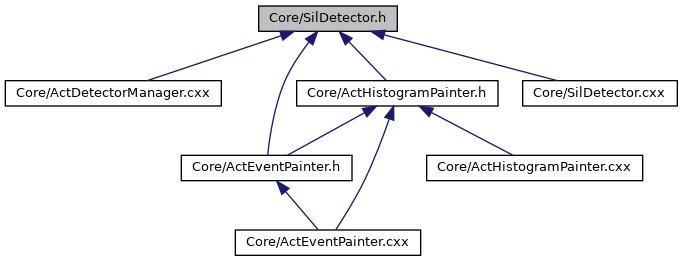 Core/SilDetector.h
Core/ActDetectorManager.cxx
Core/ActHistogramPainter.h
Core/SilDetector.cxx
Core/ActEventPainter.h
Core/ActHistogramPainter.cxx
Core/ActEventPainter.cxx